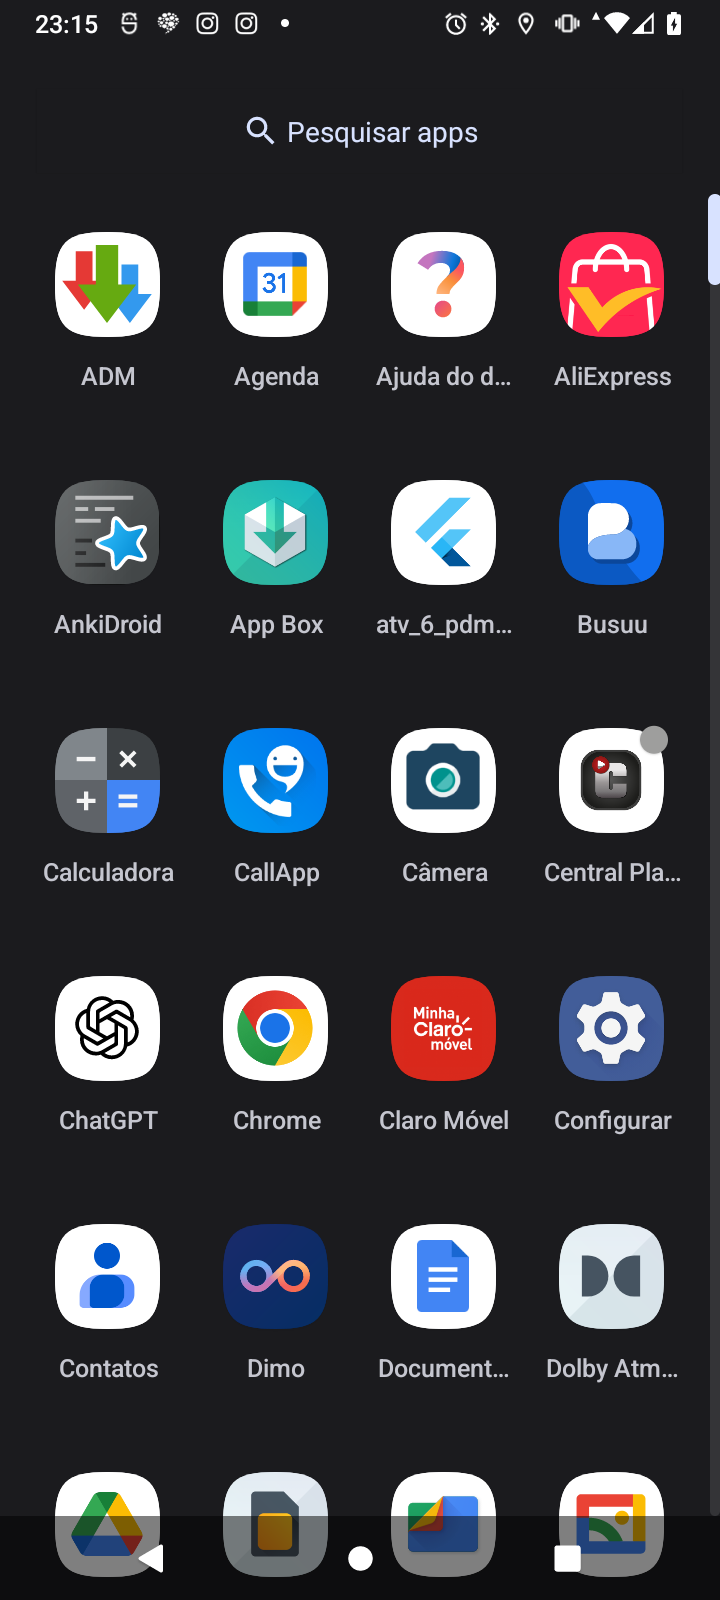 23:15
Pesquisar apps
31
ADM
Agenda
Ajuda do d...
AliExpress
AnkiDroid
App Box
atv_6_pdm...
Busuu
Calculadora
CallApp
Câmera
Central Pla...
Minha
Claro-
móvel
ChatGPT
Chrome
Claro Móvel
Configurar
Contatos
Dimo
Document...
Dolby Atm...